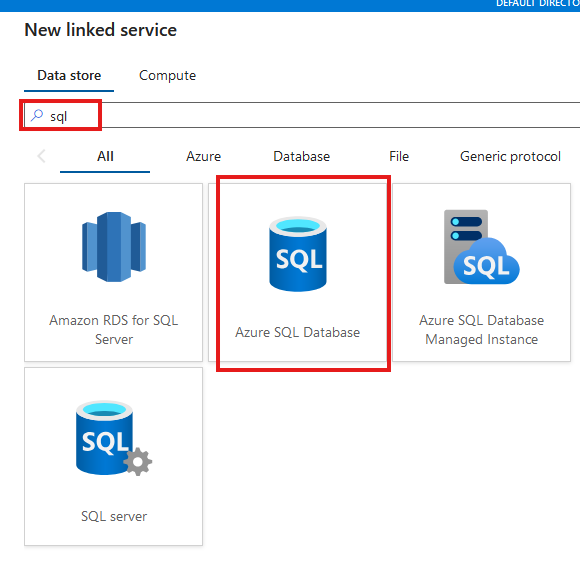 DEFAULT DIRECTO
New linked service
Data store Compute
sql
All Azure Database File Generic protocol
SQL
SQL
Amazon RDS for SQL
Server
Azure SQL Database
Azure SQL Database
Managed Instance
SQL
SQL server